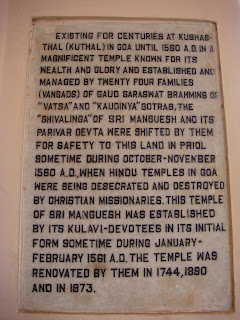 EXISTING FOR CENTURIES AT KUSHAS-
THAL (KUTHAL) IN GOA UNTIL 1560 A.D. IN A
MAGNIFICENT TEMPLE KNOWN FOR ITS
WEALTH AND GLORY AND ESTABLISHED AND
MANAGED BY TWENTY FOUR FAMILIES
(VANGADS) OF GAUD SARASWAT BRAHMINS OF
"VATSA" AND "KAUGINYA" GOTRAS, THE
"SHIVALINGA" OF SRI MANGUESH AND ITS
PARIVAR DEVTA WERE SHIFTED BY THEM
FOR SAFETY TO THIS LAND IN PRIOL
SOMETIME DURING OCTOBER-NOVEMBER
1560 A.D., WHEN HINDU TEMPLES IN GOA
WERE BEING DESECRATED AND DESTROYED
BY CHRISTIAN MISSIONARIES. THIS TEMPLE
OF SRI MANGUESH WAS ESTABLISHED
BY ITS KULAVI-DEVOTEES IN ITS INITIAL
FORM SOMETIME DURING JANUARY-
FEBRUARY 1561 A.D. THE TEMPLE WAS
RENOVATED BY THEM IN 1744, 1890
AND IN 1973.